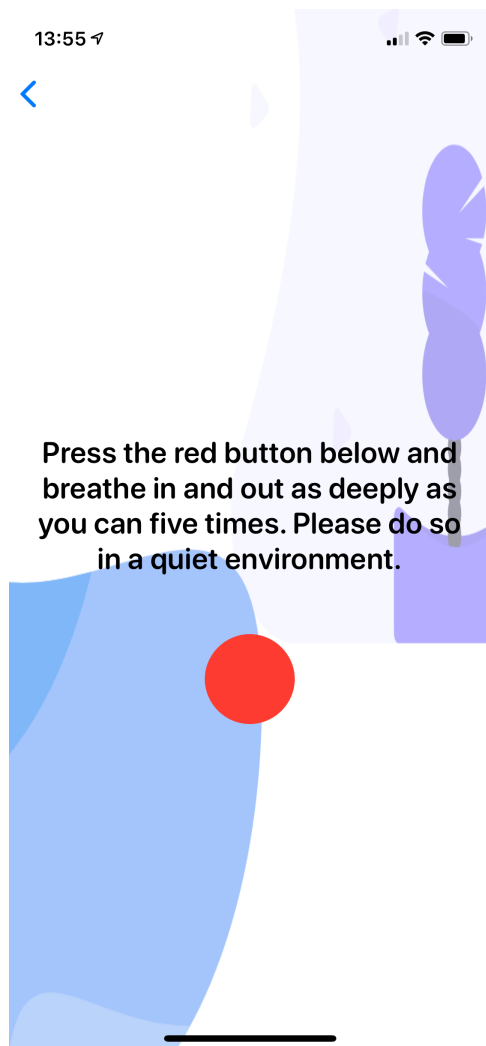 13:55
Press the red button below and
breathe in and out as deeply as
you can five times. Please do so
in a quiet environment.